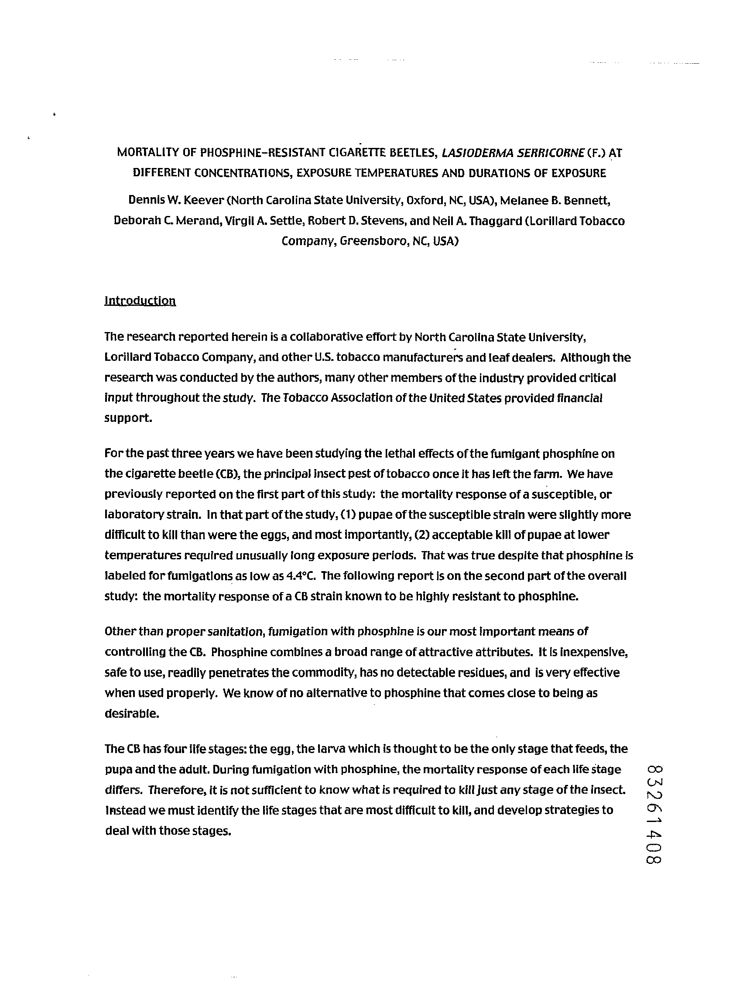 MORTALITY OF PHOSPHINE-RESISTANT CIGARETTE BEETLES, LASIODERMA SERRICORNE (F.) AT
DIFFERENT CONCENTRATIONS, EXPOSURE TEMPERATURES AND DURATIONS OF EXPOSURE
Dennis W. Keever (North Carolina State University, Oxford, NC, USA), Melanee B. Bennett,
Deborah C. Merand, Virgil A. Settle, Robert D. Stevens, and Neil A. Thaggard (Lorillard Tobacco
Company, Greensboro, NC, USA)
Introduction
The research reported herein is a collaborative effort by North Carolina State University,
Lorillard Tobacco Company, and other U.S. tobacco manufacturers and leaf dealers. Although the
research was conducted by the authors, many other members of the industry provided critical
input throughout the study. The Tobacco Association of the United States provided financial
support.
For the past three years we have been studying the lethal effects of the fumigant phosphine on
the cigarette beetle (CB), the principal insect pest of tobacco once it has left the farm. We have
previously reported on the first part of this study: the mortality response of a susceptible, or
laboratory strain. In that part of the study, (1) pupae of the susceptible strain were slightly more
difficult to kill than were the eggs, and most importantly, (2) acceptable kill of pupae at lower
temperatures required unusually long exposure periods. That was true despite that phosphine is
labeled for fumigations as low as 4.4°C. The following report is on the second part of the overall
study: the mortality response of a CB strain known to be highly resistant to phosphine.
Other than proper sanitation, fumigation with phosphine is our most important means of
controlling the CB. Phosphine combines a broad range of attractive attributes. It is inexpensive,
safe to use, readily penetrates the commodity, has no detectable residues, and is very effective
when used properly. We know of no alternative to phosphine that comes close to being as
desirable.
The CB has four life stages: the egg, the larva which is thought to be the only stage that feeds, the
pupa and the adult. During fumigation with phosphine, the mortality response of each life stage
differs. Therefore, it is not sufficient to know what is required to kill just any stage of the insect.
Instead we must identify the life stages that are most difficult to kill, and develop strategies to
deal with those stages.
83261408